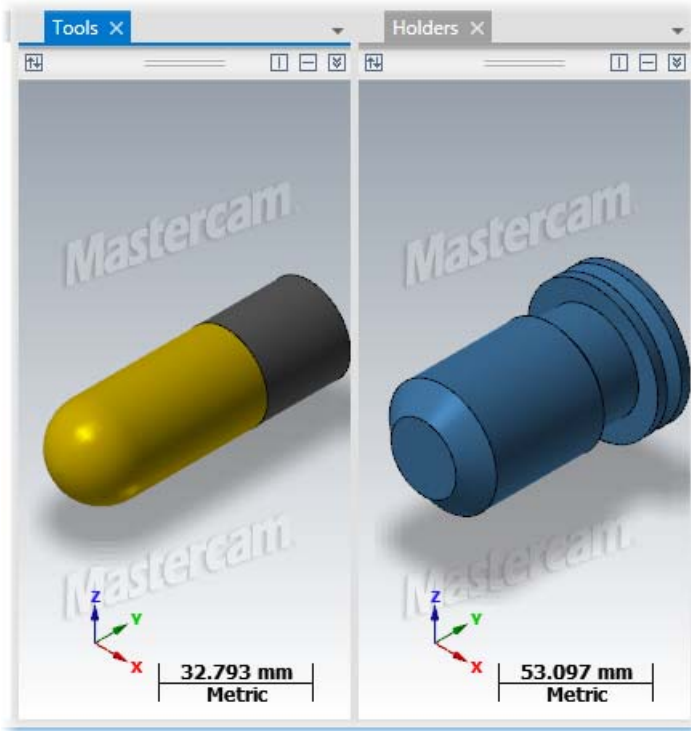 Tools
Mastercam
Mastercam
Z
Y
X
32.793 mm
Metric
Holders
Mastercam
Mastercam
Z
Y
X
53.097 mm
Metric